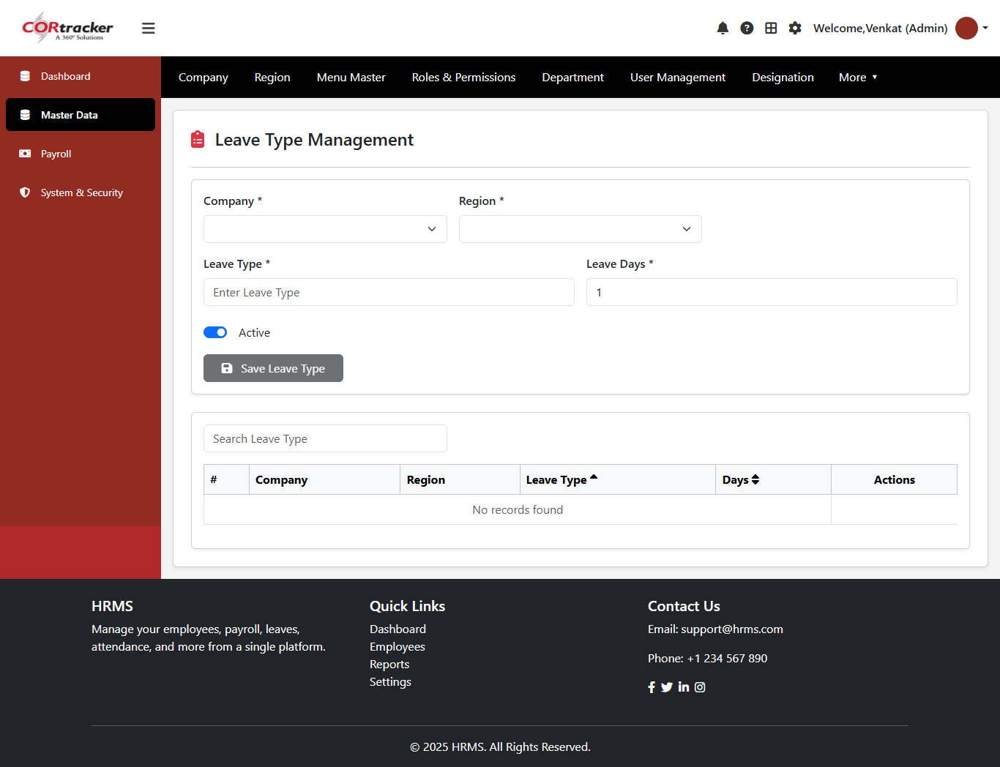 CORtracker
A 360° Solutions
Welcome,Venkat (Admin)
Dashboard
Master Data
Payroll
System & Security
Company Region Menu Master Roles & Permissions Department User Management Designation More
Leave Type Management
Company * Region *
Leave Type * Leave Days *
Enter Leave Type 1
Active
Save Leave Type
Search Leave Type
# Company Region Leave Type Days Actions
No records found
HRMS
Manage your employees, payroll, leaves,
attendance, and more from a single platform.
Quick Links
Dashboard
Employees
Reports
Settings
Contact Us
Email: support@hrms.com
Phone: +1 234 567 890
© 2025 HRMS. All Rights Reserved.